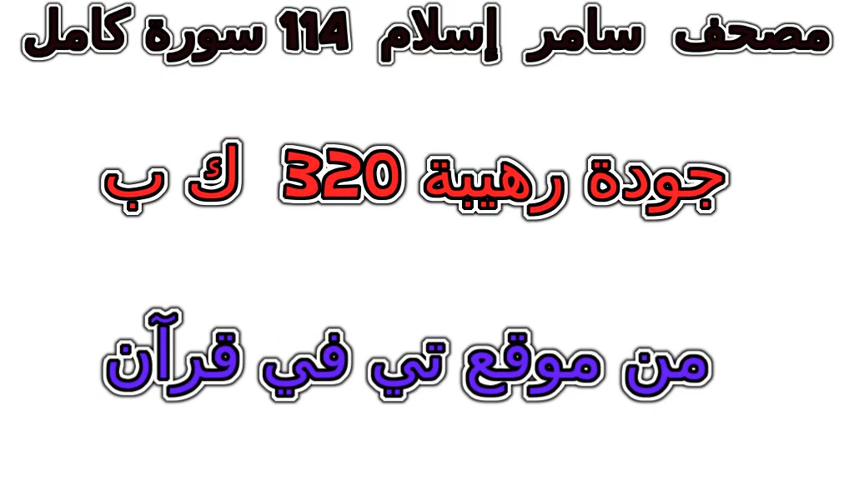 مصحف سامر إسلام 114 سورة كامل
جودة رهيبة 320 ك ب
من موقع تي في قرآن